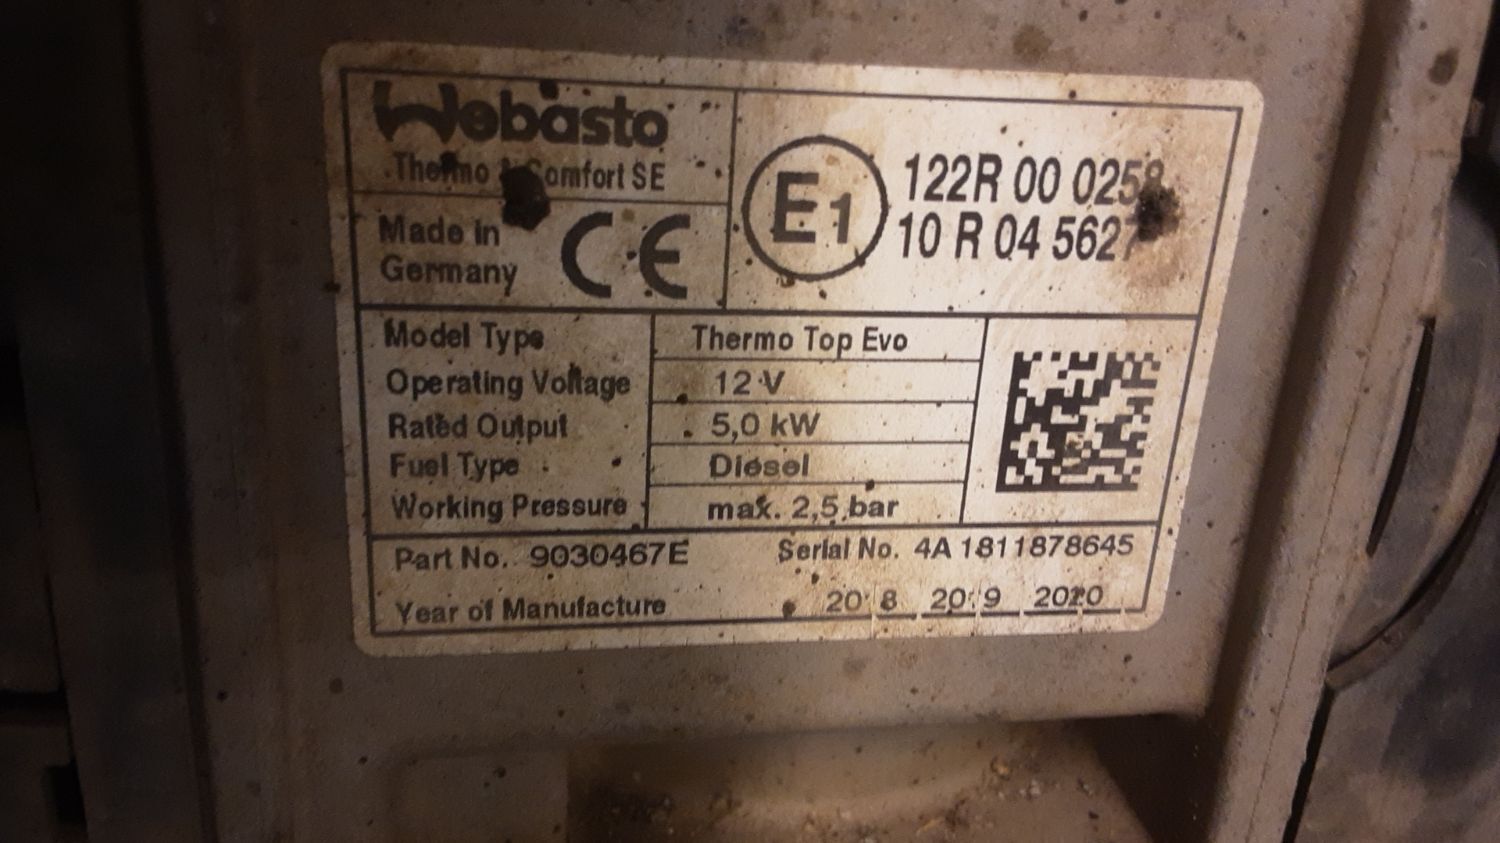 Webasto
Thermo & Comfort SE
Made in
Germany
CE
E1
122R 00 0258
10 R 04 5627
Model Type Thermo Top Evo
Operating Voltage 12 V
Rated Output 5,0 kW
Fuel Type Diesel
Working Pressure max. 2,5 bar
Part No. 9030467E Serial No. 4A 1811878645
Year of Manufacture 2018 2019 2020